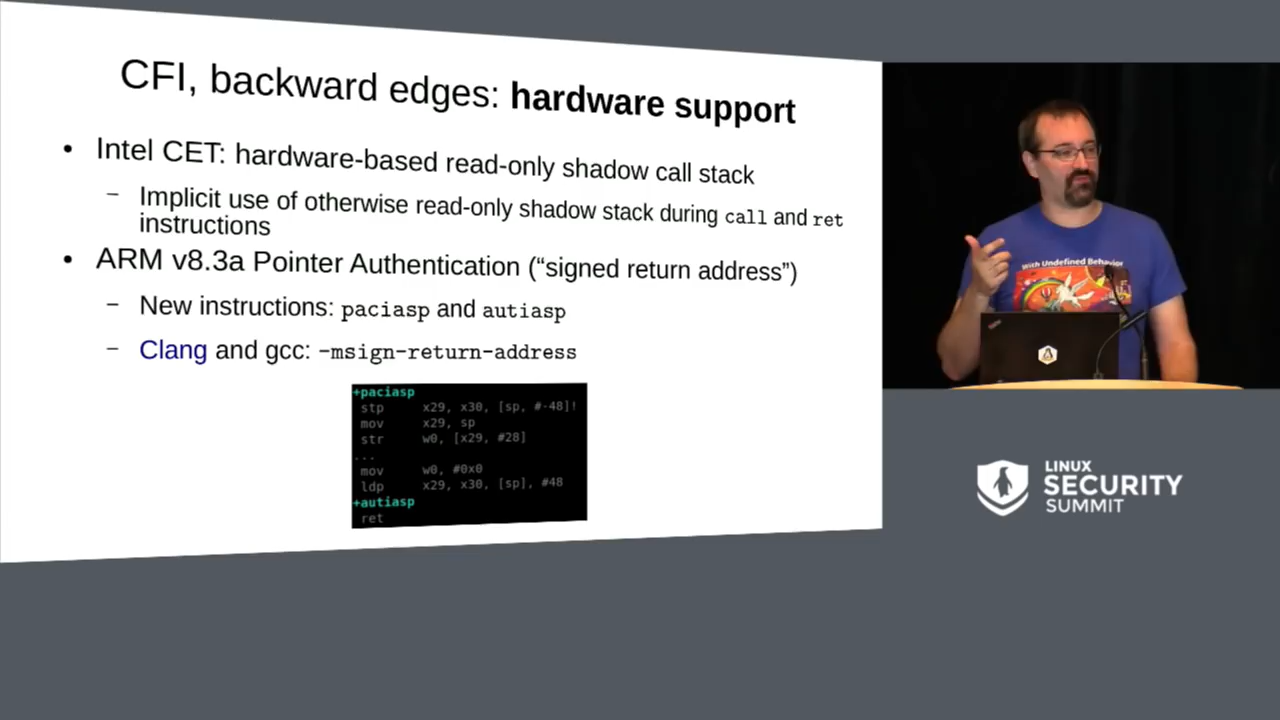 CFI, backward edges: hardware support
• Intel CET: hardware-based read-only shadow call stack
– Implicit use of otherwise read-only shadow stack during call and ret
instructions
• ARM v8.3a Pointer Authentication (“signed return address”)
– New instructions: paciasp and autiasp
– Clang and gcc: -msign-return-address
+paciasp
stp x29, x30, [sp, #-48]!
mov x29, sp
str w0, [x29, #28]
...
mov w0, #0x0
ldp x29, x30, [sp], #48
+autiasp
ret
With Undefined Behavior
LINUX
SECURITY
SUMMIT